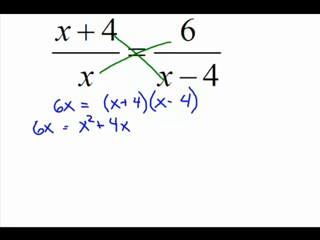 x + 4 / x = 6 / x − 4
6x = (x+4)(x- 4)
6x = x² + 4x